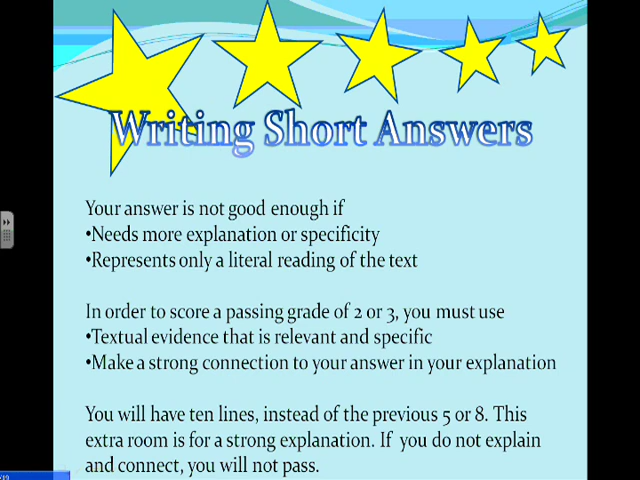 Writing Short Answers
Your answer is not good enough if
•Needs more explanation or specificity
•Represents only a literal reading of the text
In order to score a passing grade of 2 or 3, you must use
•Textual evidence that is relevant and specific
•Make a strong connection to your answer in your explanation
You will have ten lines, instead of the previous 5 or 8. This
extra room is for a strong explanation. If you do not explain
and connect, you will not pass.